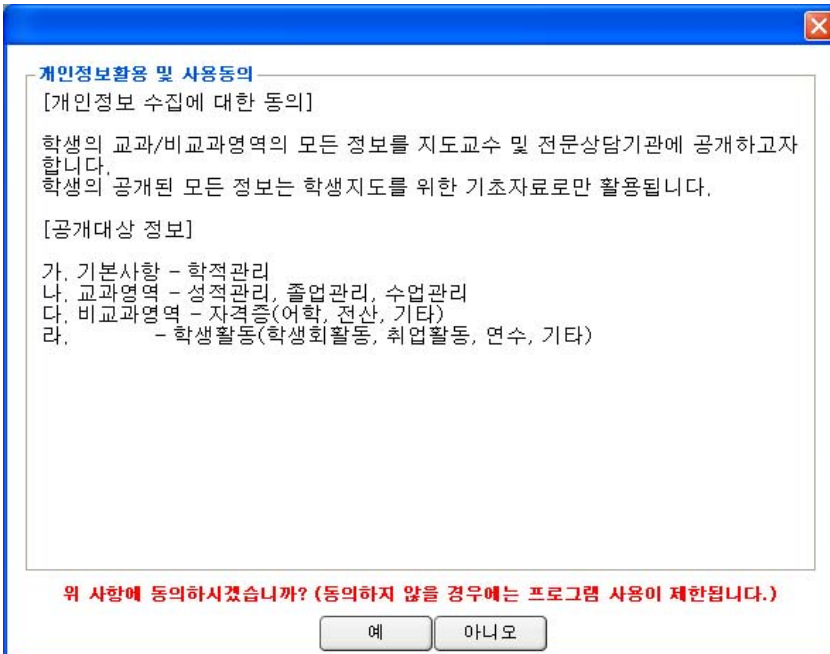 개인정보활용 및 사용동의
[개인정보 수집에 대한 동의]
학생의 교과/비교과영역의 모든 정보를 지도교수 및 전문상담기관에 공개하고자
합니다.
학생의 공개된 모든 정보는 학생지도를 위한 기초자료로만 활용됩니다.
[공개대상 정보]
가. 기본사항 - 학적관리
나. 교과영역 - 성적관리, 졸업관리, 수업관리
다. 비교과영역 - 자격증(어학, 전산, 기타)
라. - 학생활동(학생회활동, 취업활동, 연수, 기타)
위 사항에 동의하시겠습니까? (동의하지 않을 경우에는 프로그램 사용이 제한됩니다.)
예 아니오